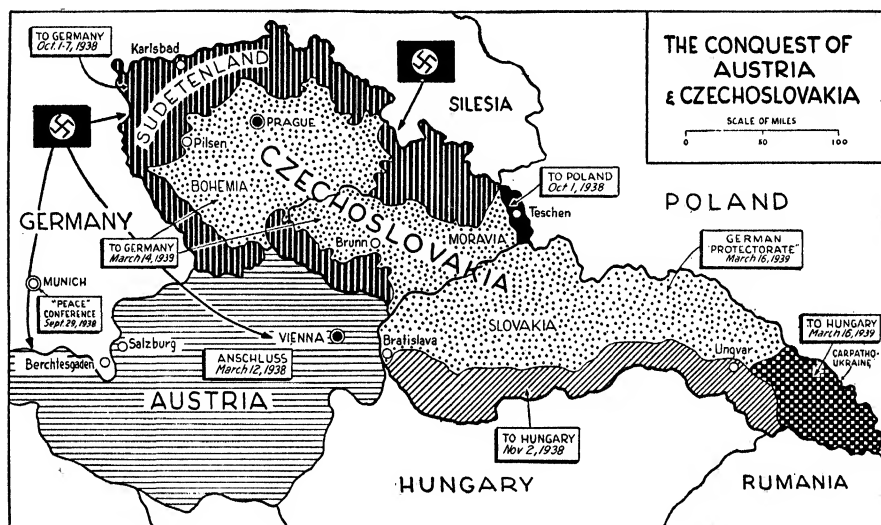 THE CONQUEST OF
AUSTRIA
& CZECHOSLOVAKIA
SCALE OF MILES
0 50 100
TO GERMANY
Oct. 1-7, 1938
Karlsbad
SUDETENLAND
SILESIA
PRAGUE
Pilsen
BOHEMIA
CZECHOSLOVAKIA
TO POLAND
Oct 1, 1938
Teschen
POLAND
GERMANY
TO GERMANY
March 14, 1939
Brunn
MORAVIA
GERMAN
"PROTECTORATE"
March 16, 1939
MUNICH
"PEACE"
CONFERENCE
Sept 29, 1938
SLOVAKIA
TO HUNGARY
March 16, 1939
CARPATHO-
UKRAINE
Salzburg
VIENNA
Bratislava
Ungvar
Berchtesgaden
ANSCHLUSS
March 12, 1938
AUSTRIA
TO HUNGARY
Nov 2, 1938
HUNGARY
RUMANIA